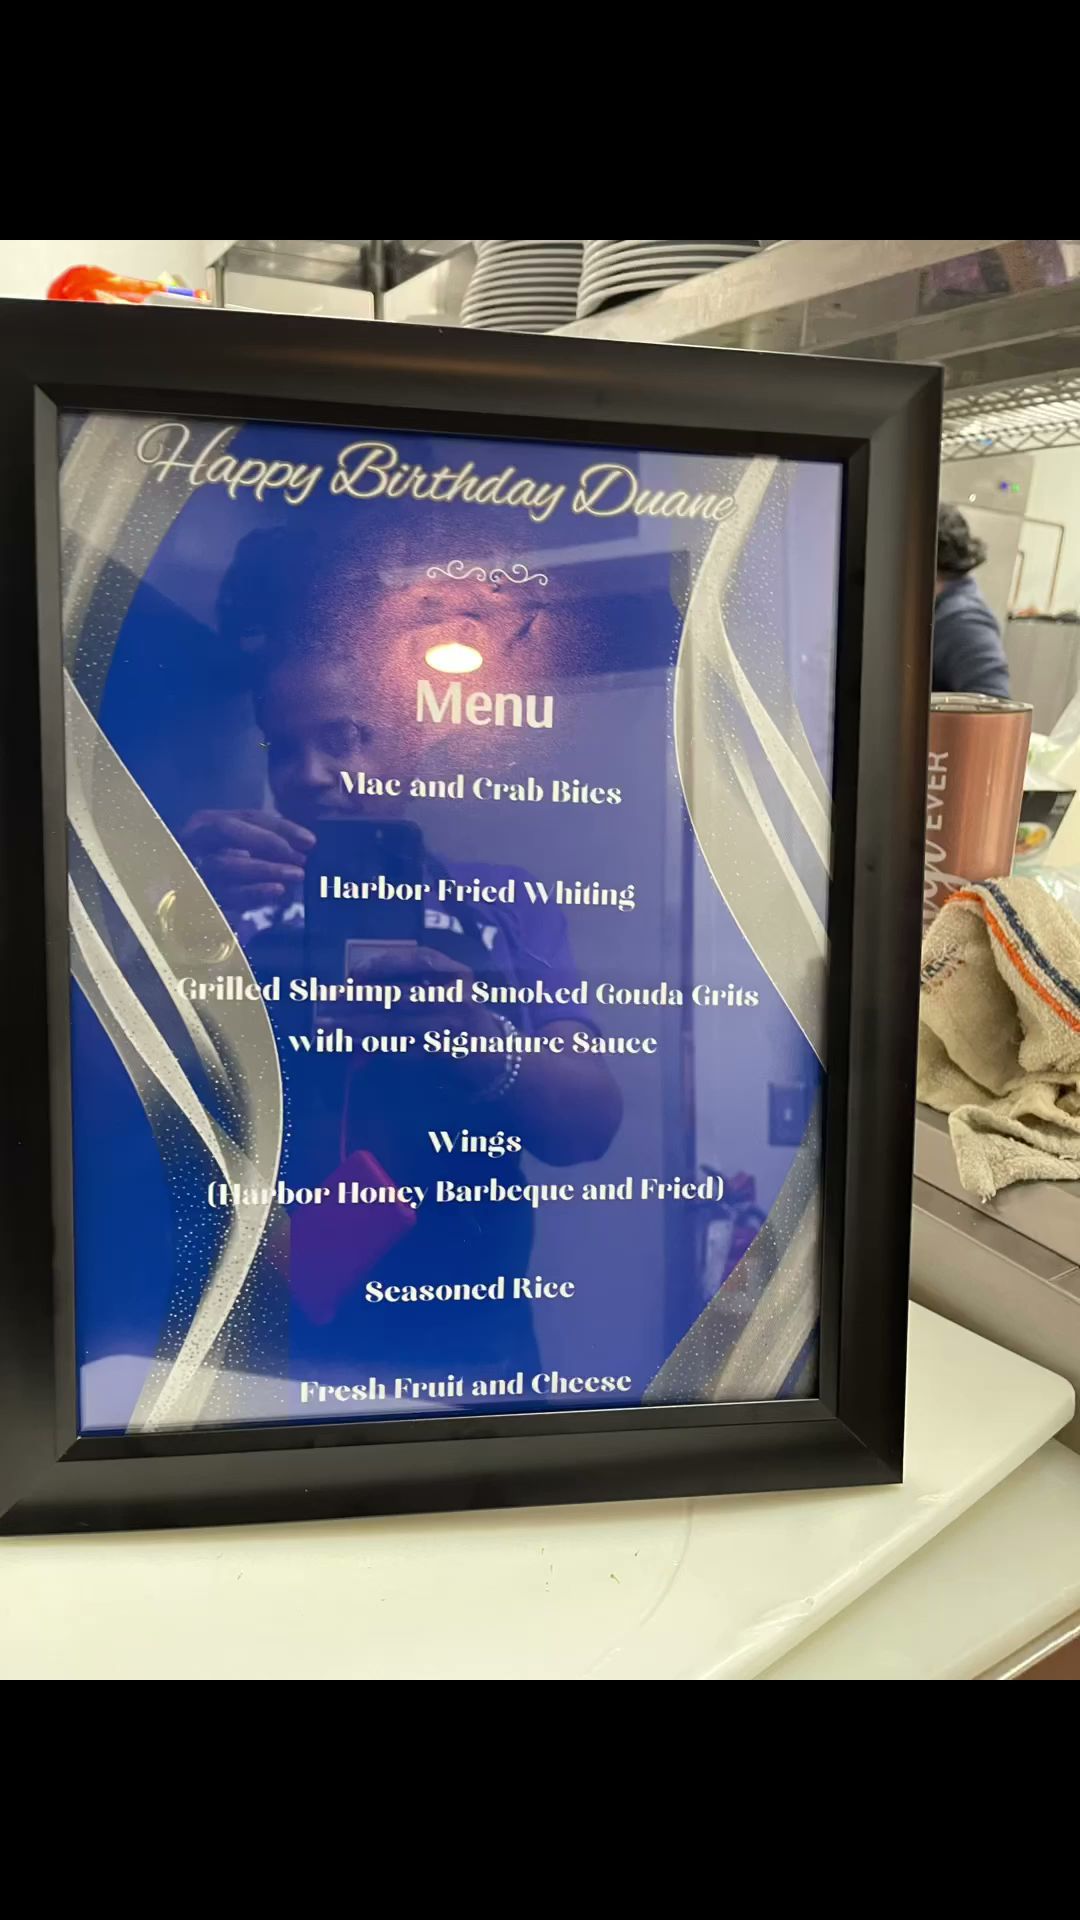 Happy Birthday Duane
Menu
Mac and Crab Bites
Harbor Fried Whiting
Grilled Shrimp and Smoked Gouda Grits
with our Signature Sauce
Wings
(Harbor Honey Barbeque and Fried)
Seasoned Rice
Fresh Fruit and Cheese
EVER